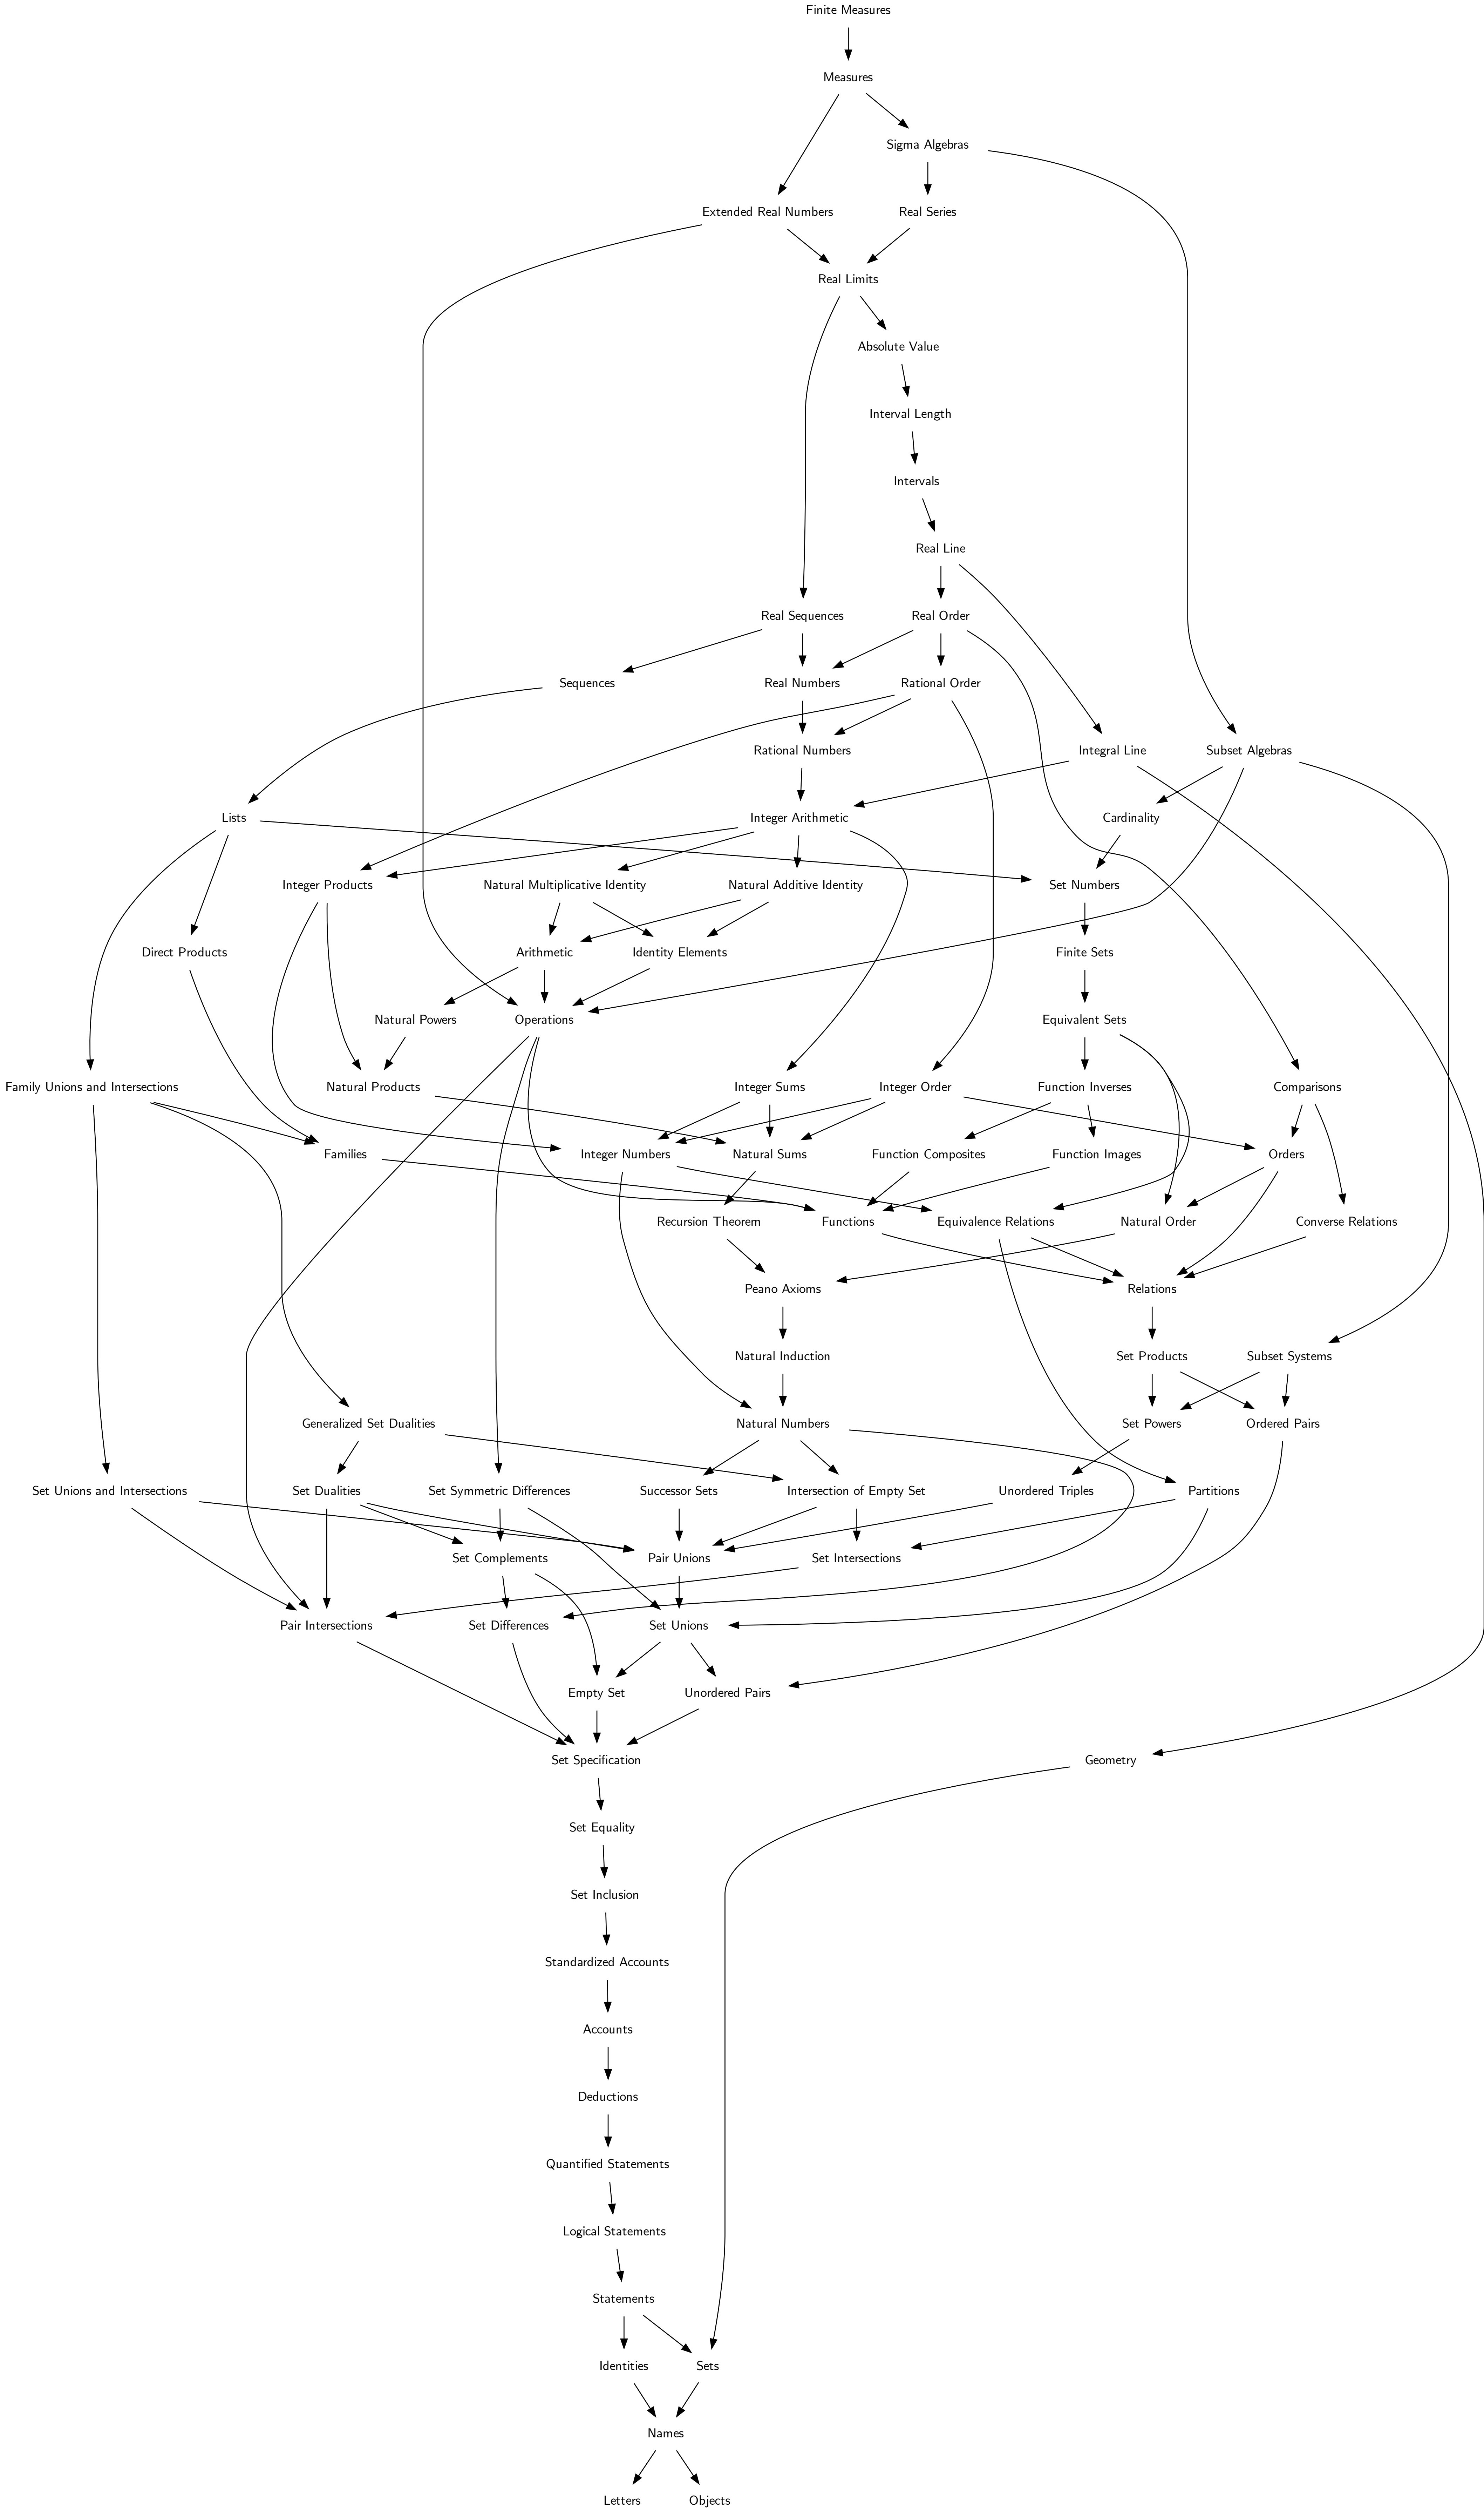 Finite Measures
Measures
Sigma Algebras
Extended Real Numbers
Real Series
Real Limits
Absolute Value
Interval Length
Intervals
Real Line
Real Sequences
Real Order
Sequences
Real Numbers
Rational Order
Rational Numbers
Integral Line
Subset Algebras
Lists
Integer Arithmetic
Cardinality
Integer Products
Natural Multiplicative Identity
Natural Additive Identity
Set Numbers
Direct Products
Arithmetic
Identity Elements
Finite Sets
Natural Powers
Operations
Equivalent Sets
Family Unions and Intersections
Natural Products
Integer Sums
Integer Order
Function Inverses
Comparisons
Families
Integer Numbers
Natural Sums
Function Composites
Function Images
Orders
Recursion Theorem
Functions
Equivalence Relations
Natural Order
Converse Relations
Peano Axioms
Relations
Natural Induction
Set Products
Subset Systems
Generalized Set Dualities
Natural Numbers
Set Powers
Ordered Pairs
Set Unions and Intersections
Set Dualities
Set Symmetric Differences
Successor Sets
Intersection of Empty Set
Unordered Triples
Partitions
Set Complements
Pair Unions
Set Intersections
Pair Intersections
Set Differences
Set Unions
Empty Set
Unordered Pairs
Set Specification
Geometry
Set Equality
Set Inclusion
Standardized Accounts
Accounts
Deductions
Quantified Statements
Logical Statements
Statements
Identities
Sets
Names
Letters
Objects